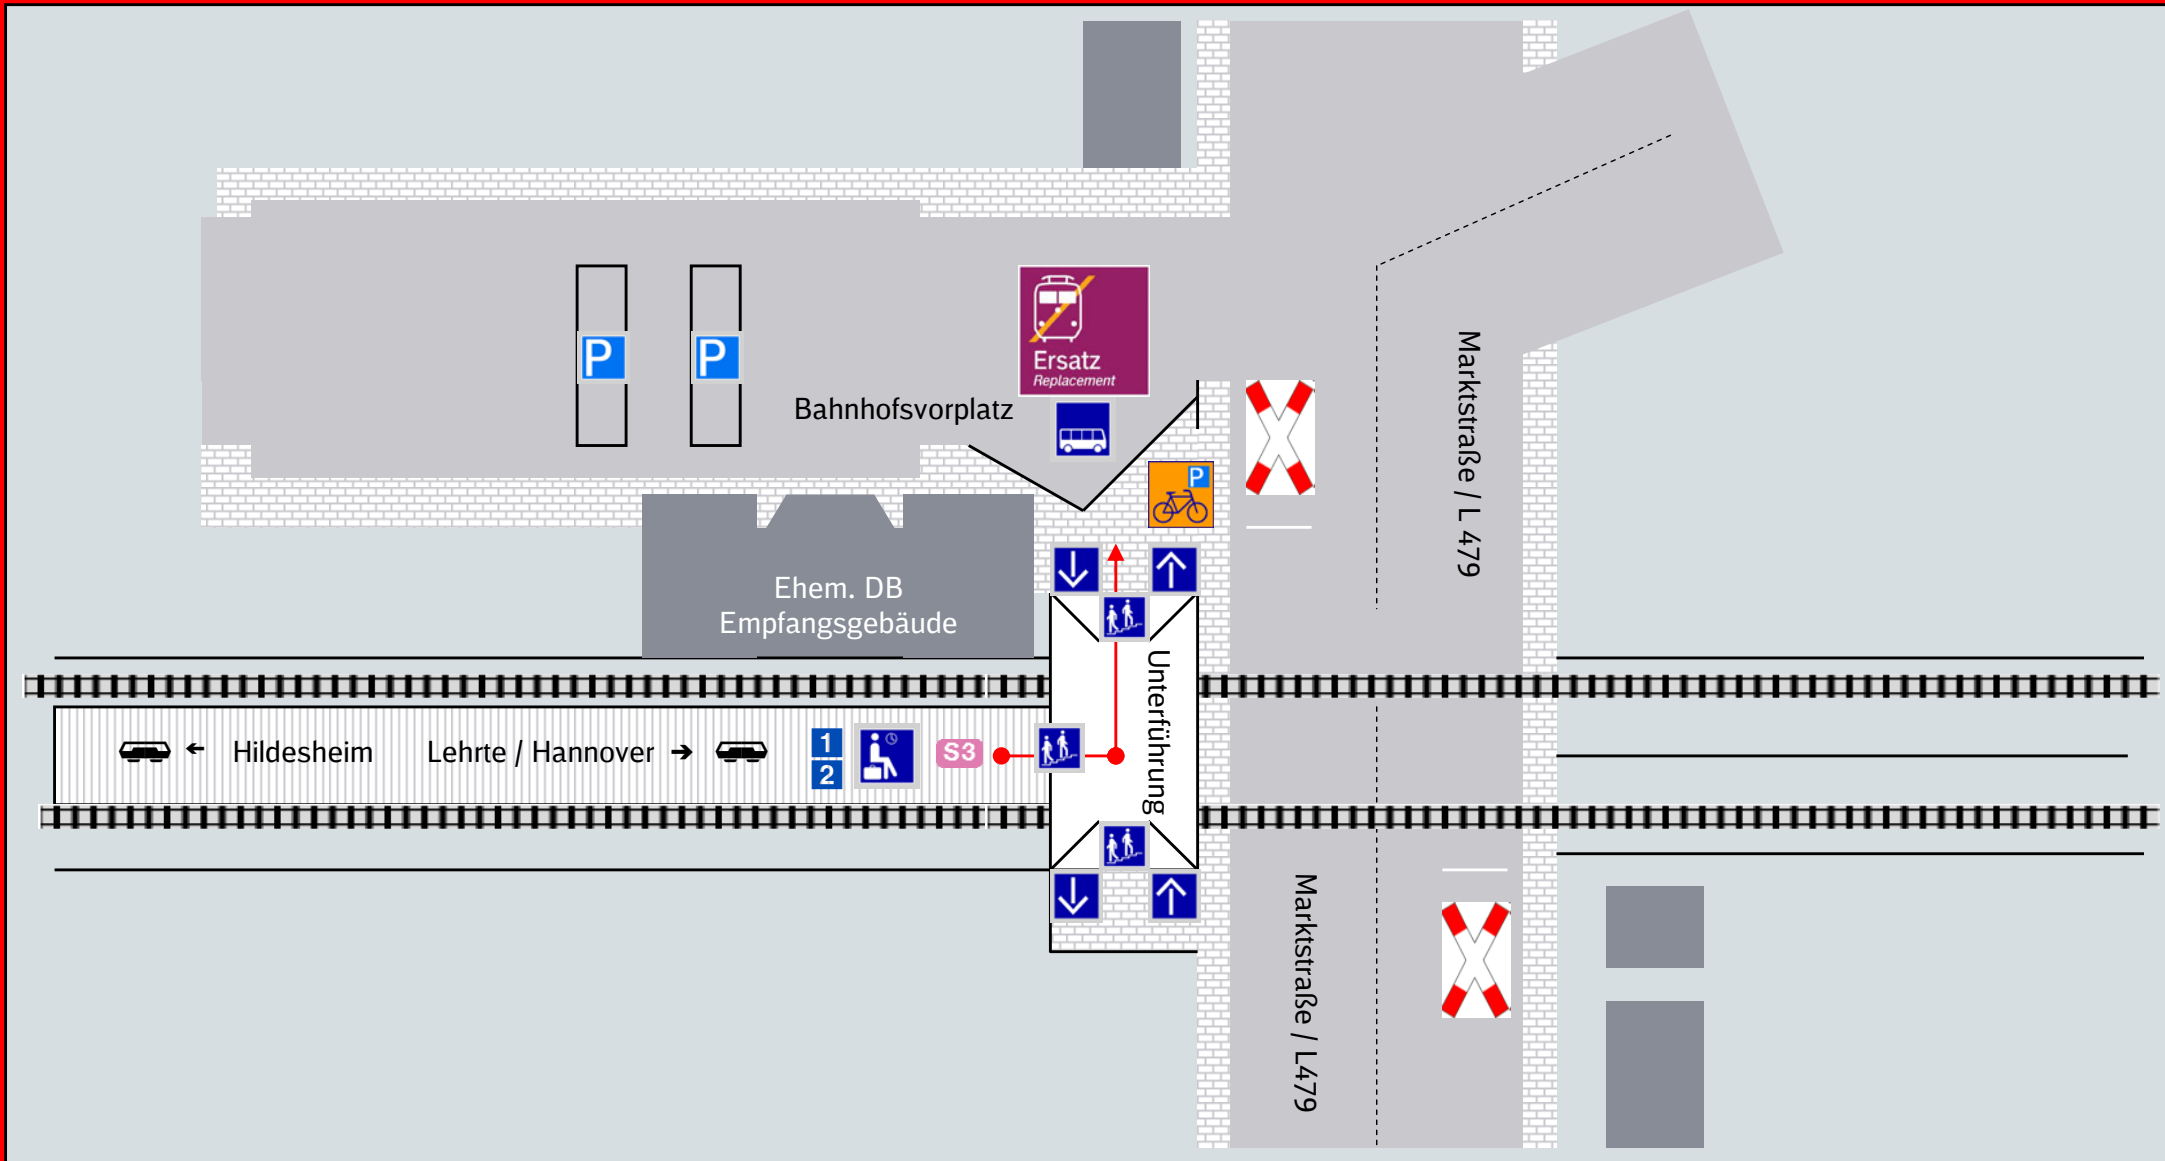 P
P
Ersatz
Replacement
Bahnhofsvorplatz
P
Marktstraße / L 479
Ehem. DB
Empfangsgebäude
Unterführung
Hildesheim
Lehrte / Hannover
1
2
S3
Marktstraße / L479